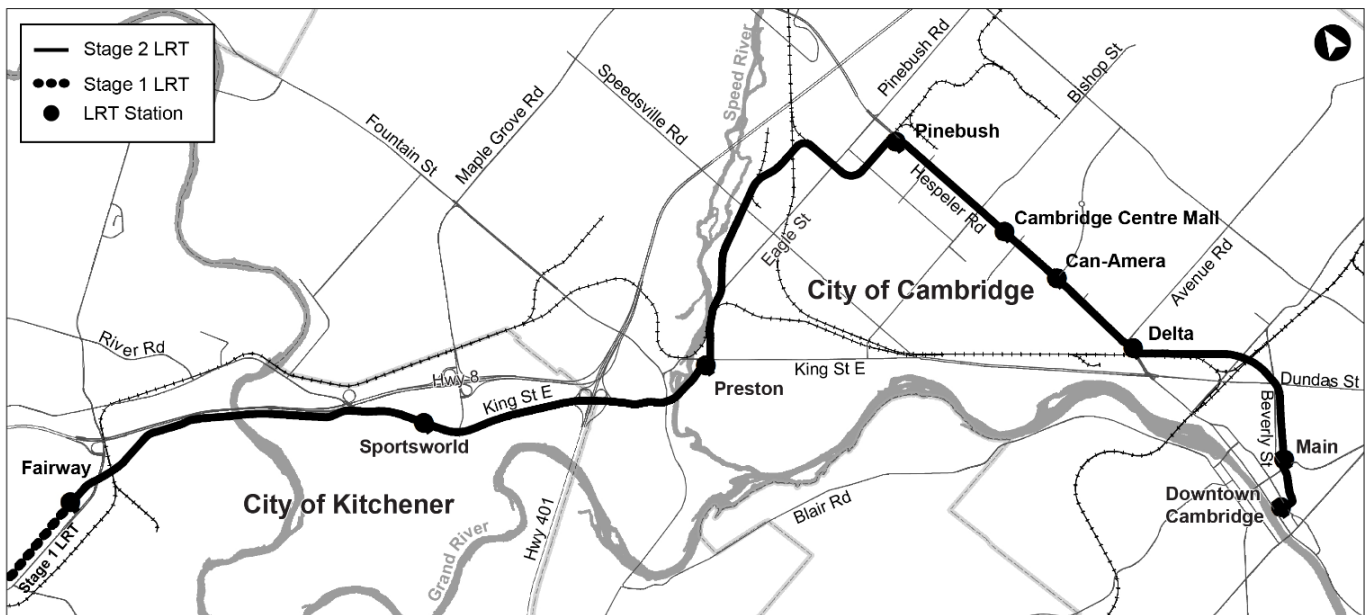 Stage 2 LRT
Stage 1 LRT
LRT Station
Fountain St
Maple Grove Rd
Speedsville Rd
Speed River
Pinebush Rd
Bishop St
Pinebush
Hespeler Rd
Cambridge Centre Mall
Can-Amera
Eagle St
City of Cambridge
Avenue Rd
Delta
River Rd
Hwy 8
King St E
Preston
King St E
Dundas St
Sportsworld
Beverly St
Main
Fairway
City of Kitchener
Downtown
Cambridge
Blair Rd
Hwy 401
Grand River
Stage 1 LRT